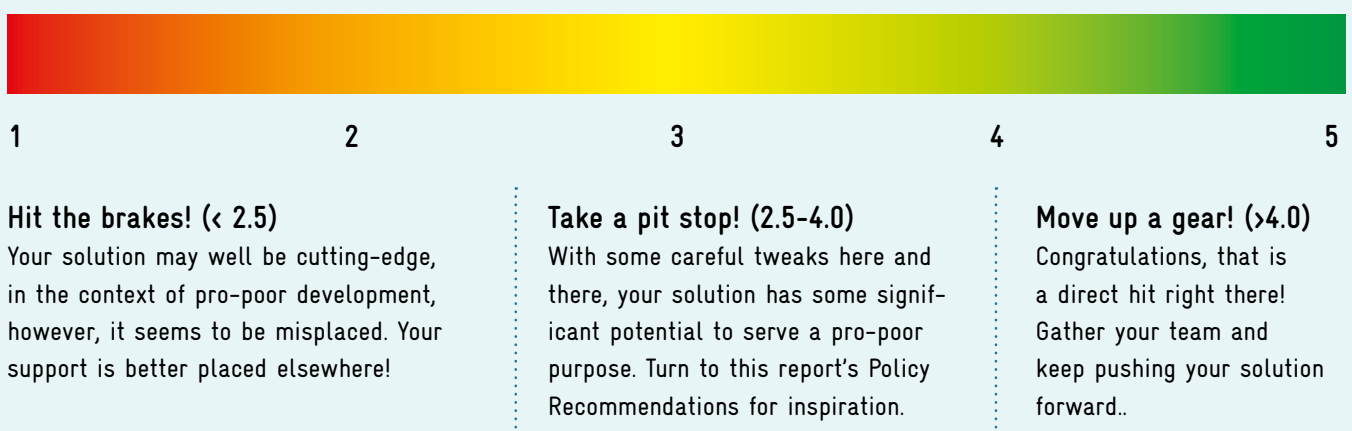 1 2 3 4 5
Hit the brakes! (< 2.5)
Your solution may well be cutting-edge,
in the context of pro-poor development,
however, it seems to be misplaced. Your
support is better placed elsewhere!
Take a pit stop! (2.5-4.0)
With some careful tweaks here and
there, your solution has some signif-
icant potential to serve a pro-poor
purpose. Turn to this report's Policy
Recommendations for inspiration.
Move up a gear! (>4.0)
Congratulations, that is
a direct hit right there!
Gather your team and
keep pushing your solution
forward..